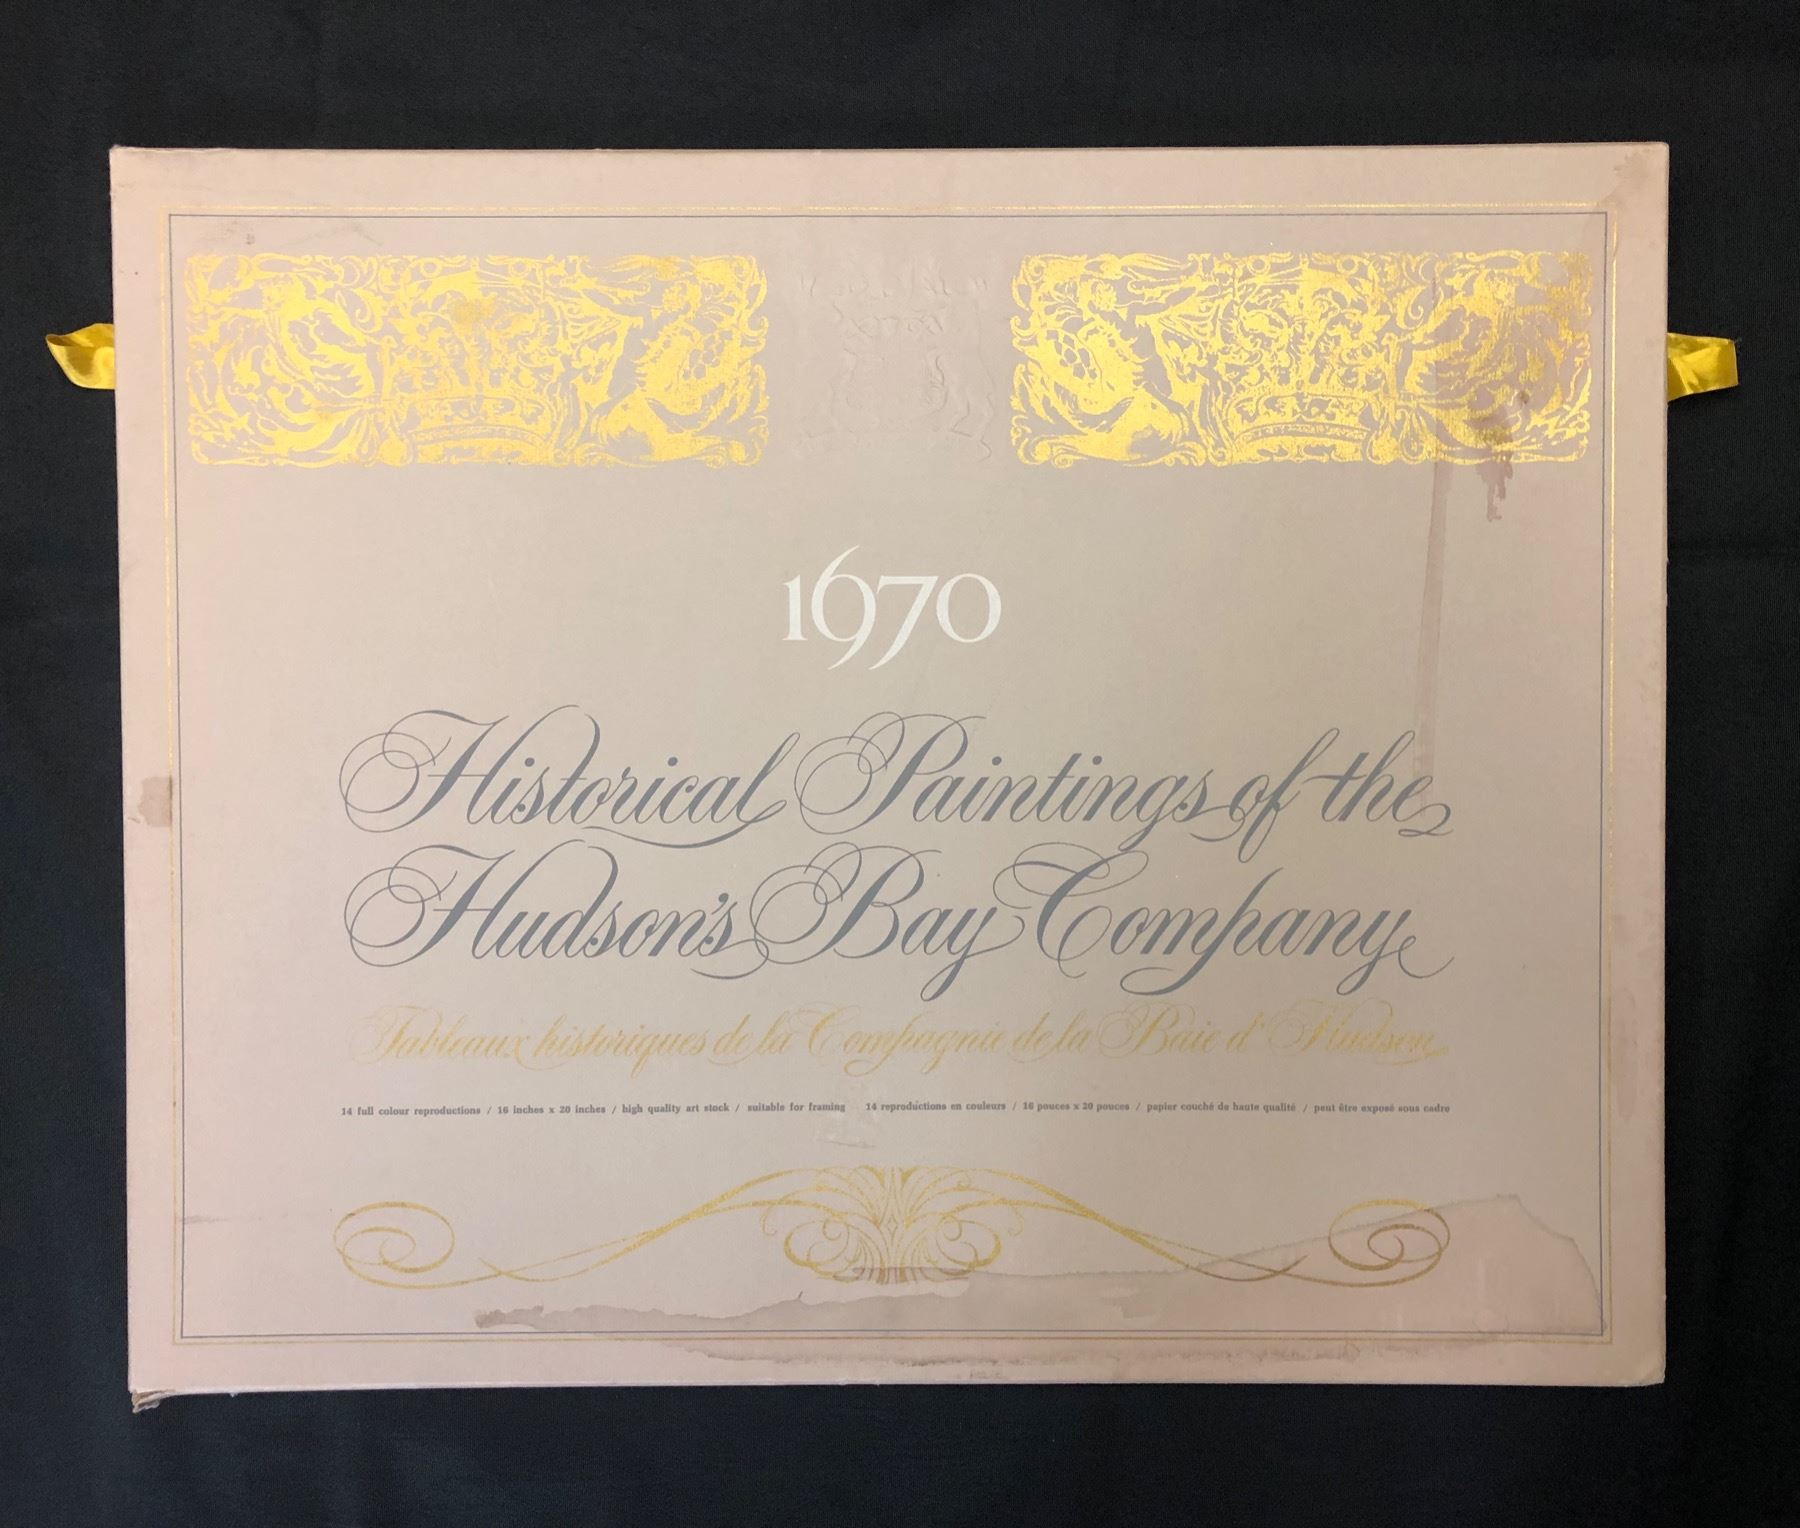 1670
Historical Paintings of the
Hudson's Bay Company
Tableaux historiques de la Compagnie de la Baie d'Hudson
14 full colour reproductions / 16 inches x 20 inches / high quality art stock / suitable for framing 14 reproductions en couleurs / 16 pouces x 20 pouces / papier couché de haute qualité / peut être exposé sous cadre